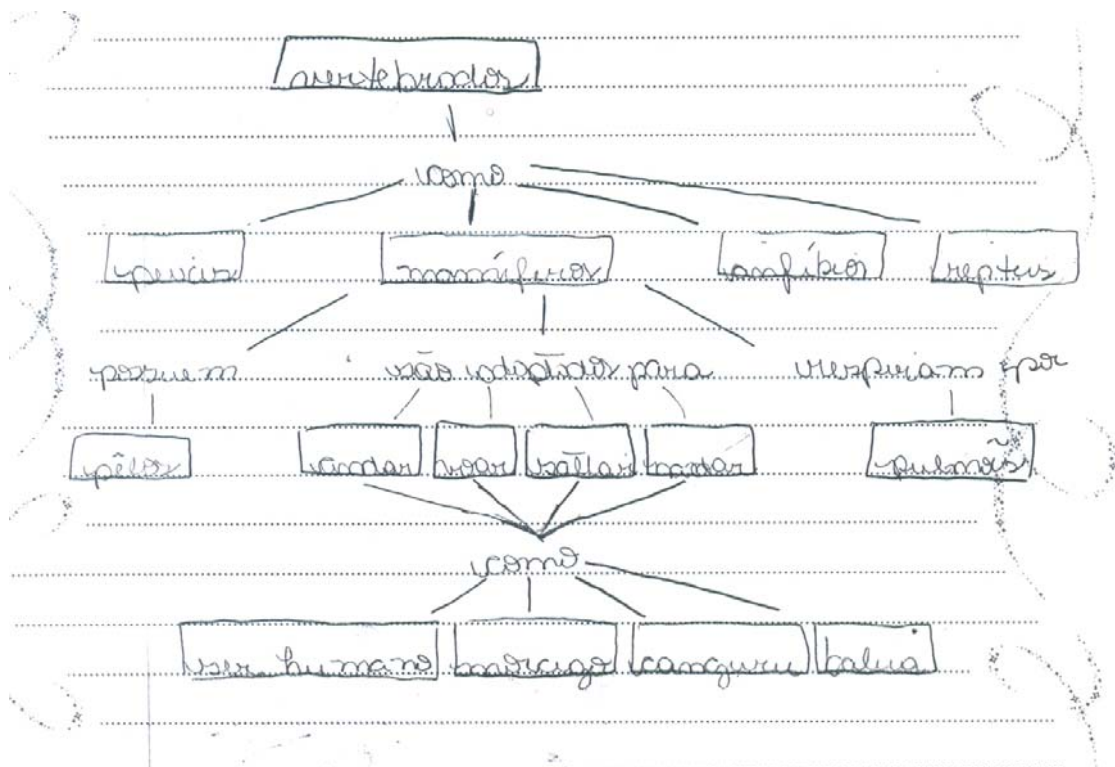 vertebrados
como
peixes mamíferos anfíbios répteis
possuem são adaptados para respiram por
pêlos andar voar saltar nadar pulmões
como
ser humano morcego canguru baleia